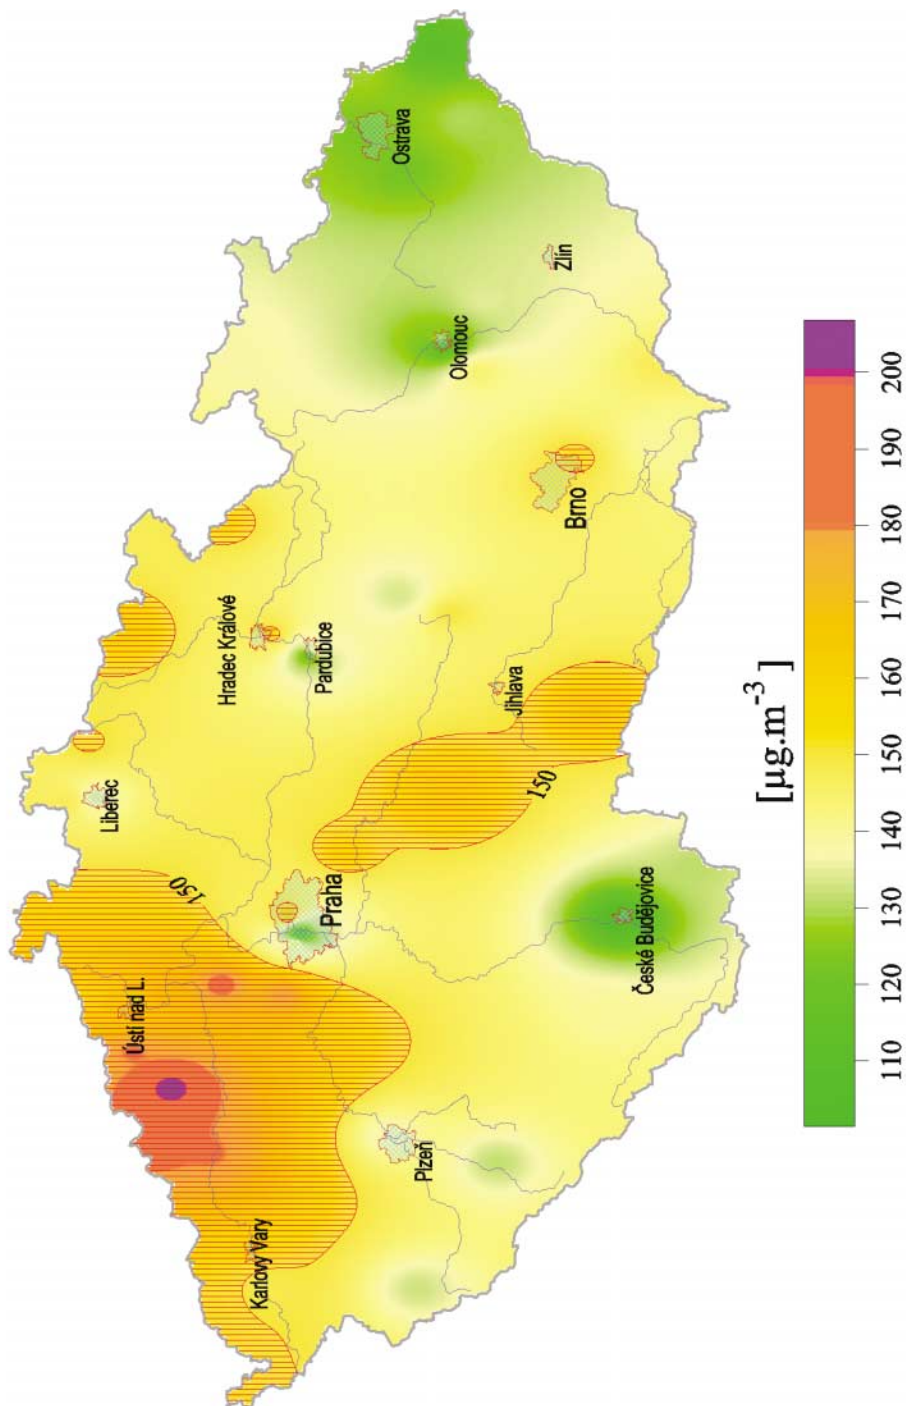 Liberec
Ústí nad L.
150
Karlovy Vary
Hradec Králové
Praha
Pardubice
Ostrava
Plzeň
Olomouc
Jihlava
150
Zlín
Brno
České Budějovice
[µg.m-3]
110 120 130 140 150 160 170 180 190 200